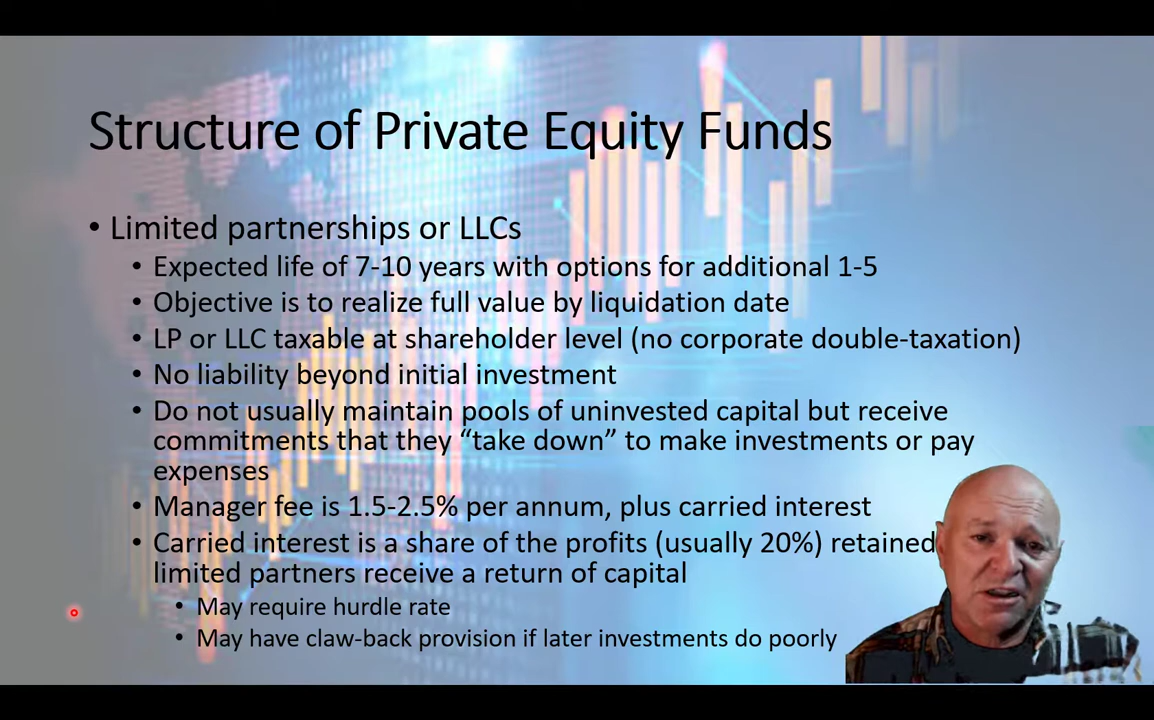 Structure of Private Equity Funds
• Limited partnerships or LLCs
• Expected life of 7-10 years with options for additional 1-5
• Objective is to realize full value by liquidation date
• LP or LLC taxable at shareholder level (no corporate double-taxation)
• No liability beyond initial investment
• Do not usually maintain pools of uninvested capital but receive
commitments that they “take down” to make investments or pay
expenses
• Manager fee is 1.5-2.5% per annum, plus carried interest
• Carried interest is a share of the profits (usually 20%) retained
limited partners receive a return of capital
• May require hurdle rate
• May have claw-back provision if later investments do poorly